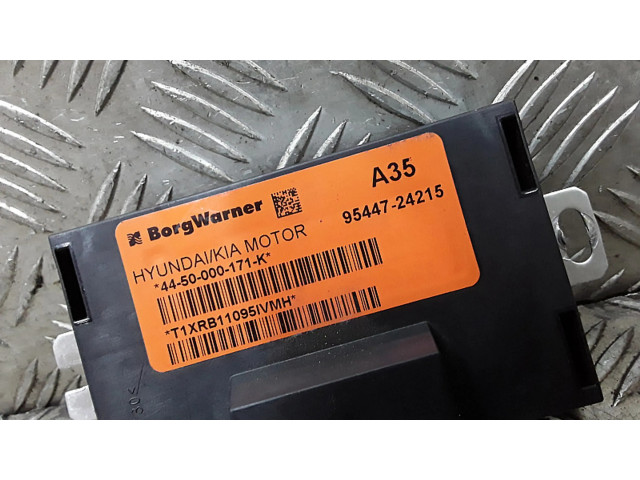 A35
BorgWarner
95447-24215
HYUNDAI/KIA MOTOR
*44-50-000-171-K*
*T1XRB11095IVMH*